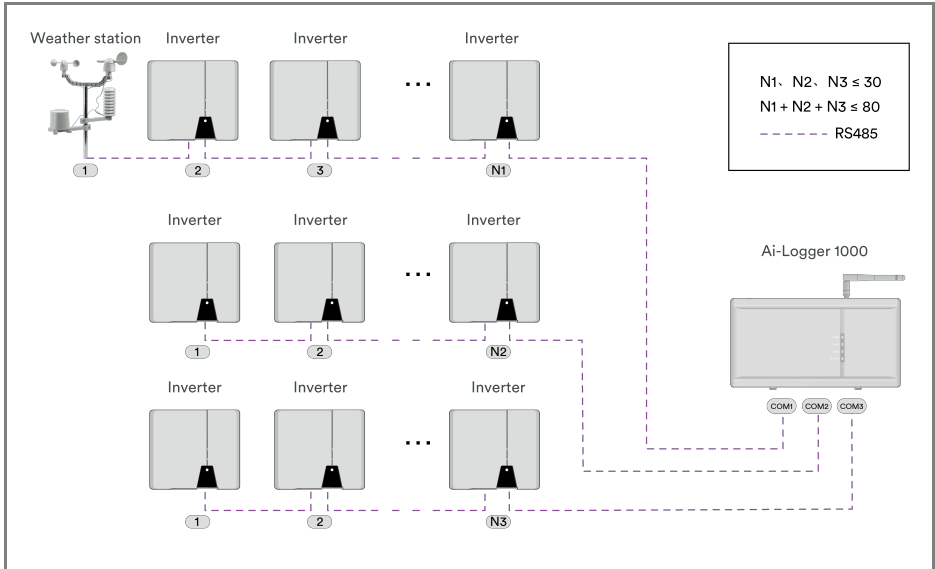 Weather station
Inverter
Inverter
Inverter
...
N1、N2、N3 ≤ 30
N1 + N2 + N3 ≤ 80
RS485
1
2
3
N1
Inverter
Inverter
Inverter
...
Ai-Logger 1000
1
2
N2
Inverter
Inverter
Inverter
COM1
COM2
COM3
...
1
2
N3